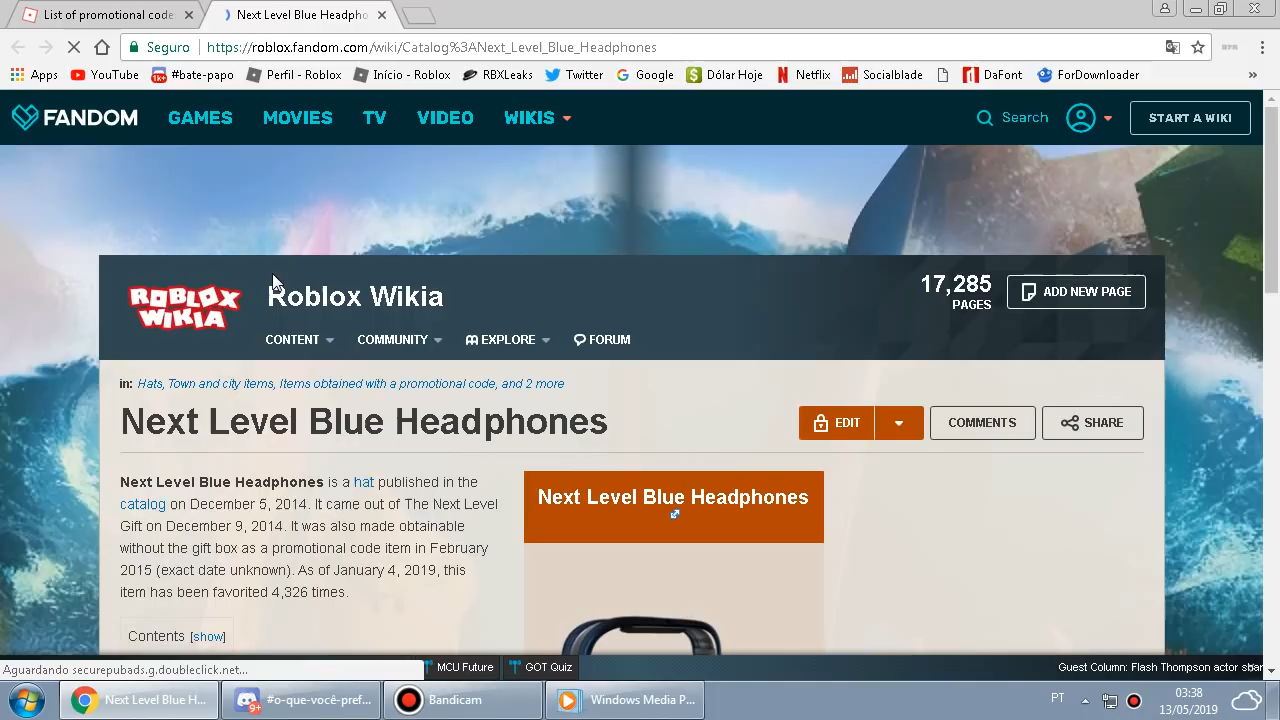 List of promotional code
Next Level Blue Headpho
Seguro
https://roblox.fandom.com/wiki/Catalog%3ANext_Level_Blue_Headphones
Apps
YouTube
#bate-papo
Perfil - Roblox
Início - Roblox
RBXLeaks
Twitter
Google
Dolar Hoje
Netflix
Socialblade
DaFont
ForDownloader
»
FANDOM
GAMES
MOVIES
TV
VIDEO
WIKIS
Search
START A WIKI
ROBLOX
WIKIA
Roblox Wikia
17,285
PAGES
ADD NEW PAGE
CONTENT
COMMUNITY
EXPLORE
FORUM
in: Hats, Town and city items, Items obtained with a promotional code, and 2 more
Next Level Blue Headphones
EDIT
COMMENTS
SHARE
Next Level Blue Headphones is a hat published in the
catalog on December 5, 2014. It came out of The Next Level
Gift on December 9, 2014. It was also made obtainable
without the gift box as a promotional code item in February
2015 (exact date unknown). As of January 4, 2019, this
item has been favorited 4,326 times.
Next Level Blue Headphones
Contents [show]
Aguardando securepubads.g.doubleclick.net...
MCU Future
GOT Quiz
Guest Column: Flash Thompson actor shar
Next Level Blue H...
9+
#o-que-você-pref...
Bandicam
Windows Media P...
PT
03:38
13/05/2019